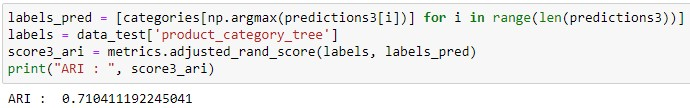 labels_pred = [categories[np.argmax(predictions3[i])] for i in range(len(predictions3))]
labels = data_test['product_category_tree']
score3_ari = metrics.adjusted_rand_score(labels, labels_pred)
print("ARI : ", score3_ari)
ARI :  0.710411192245041